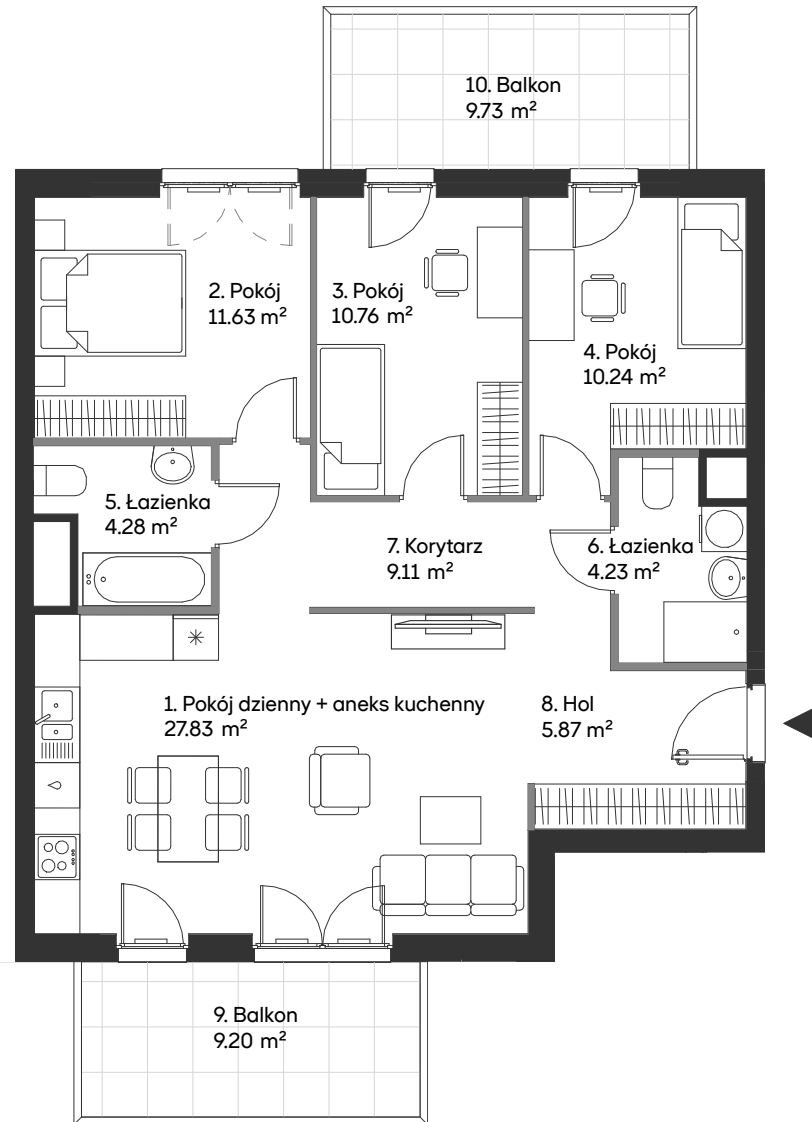 10. Balkon
9.73 m²
2. Pokój
11.63 m²
3. Pokój
10.76 m²
4. Pokój
10.24 m²
5. Łazienka
4.28 m²
7. Korytarz
9.11 m²
6. Łazienka
4.23 m²
1. Pokój dzienny + aneks kuchenny
27.83 m²
8. Hol
5.87 m²
9. Balkon
9.20 m²